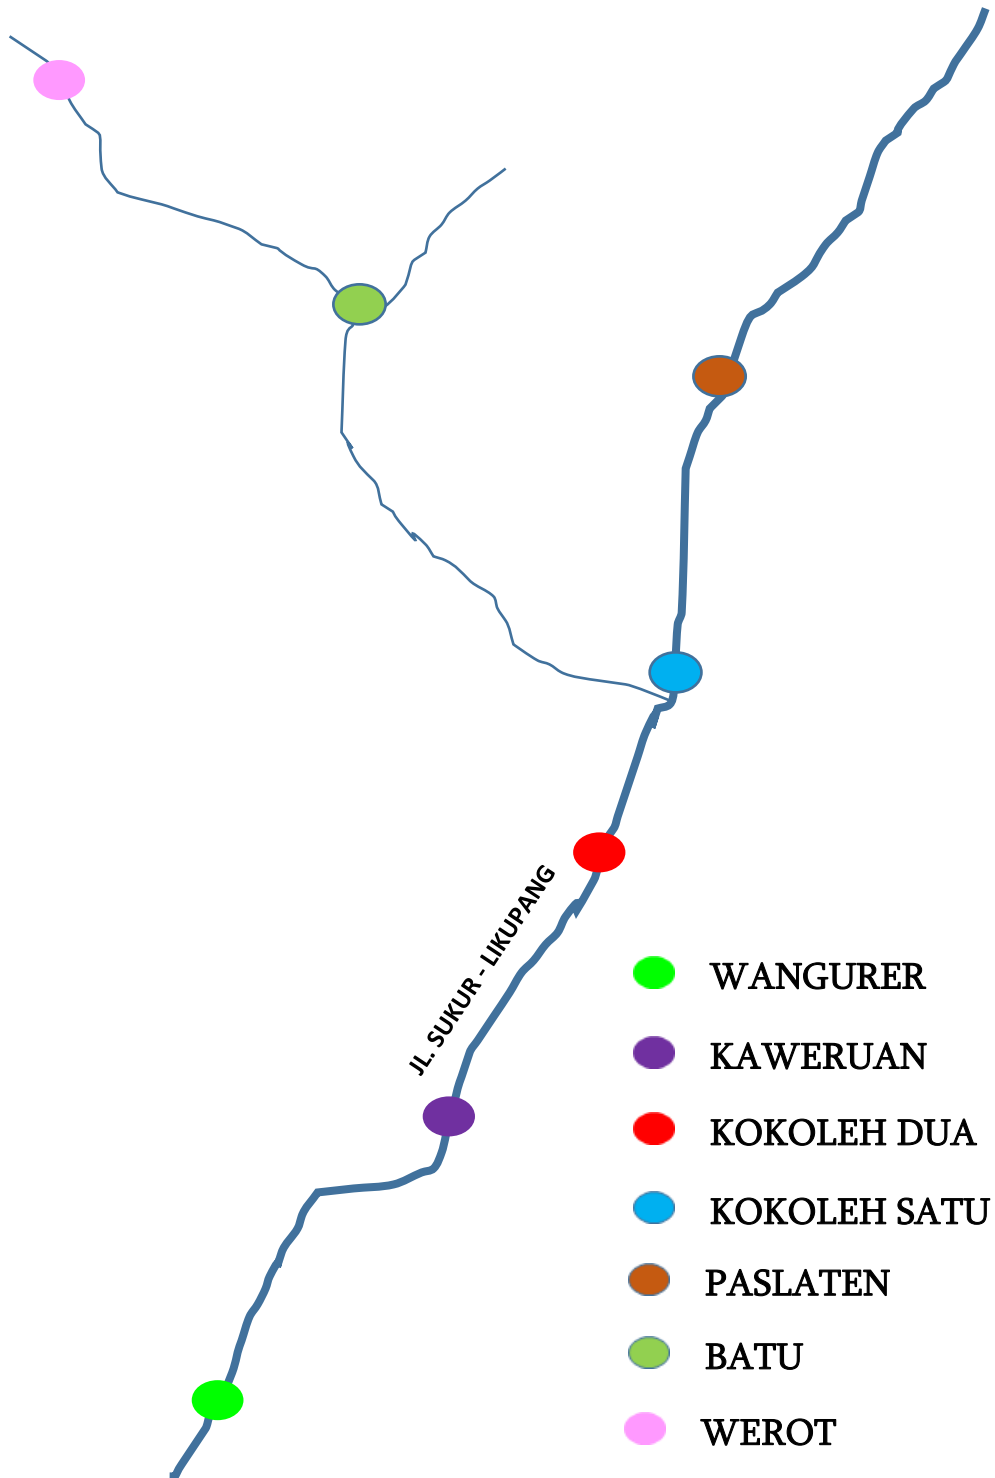 JL. SUKUR - LIKUPANG
WANGURER
KAWERUAN
KOKOLEH DUA
KOKOLEH SATU
PASLATEN
BATU
WEROT